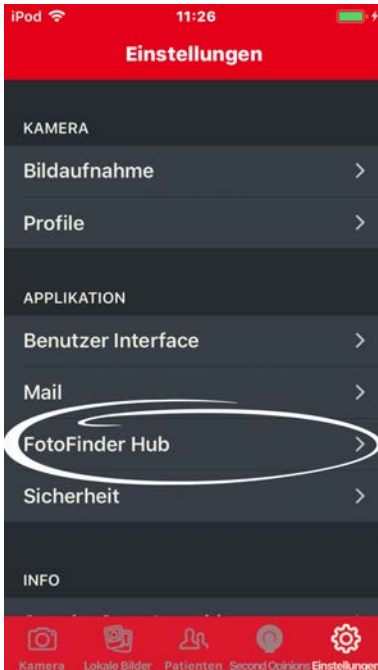 iPod 11:26
Einstellungen
KAMERA
Bildaufnahme
Profile
APPLIKATION
Benutzer Interface
Mail
FotoFinder Hub
Sicherheit
INFO
Kamera Lokale Bilder Patienten Second Opinions Einstellungen